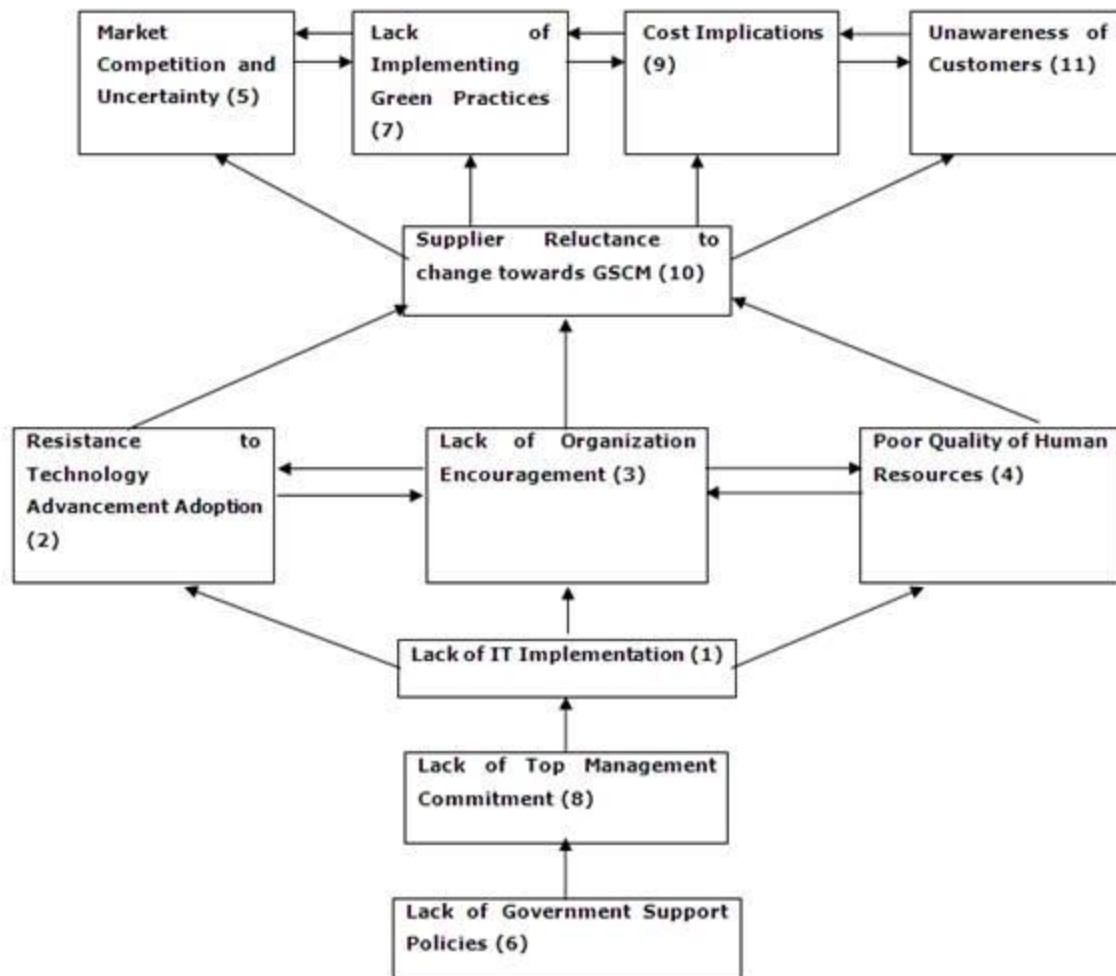 Market
Competition and
Uncertainty (5)
Lack of
Implementing
Green Practices
(7)
Cost Implications
(9)
Unawareness of
Customers (11)
Supplier Reluctance to
change towards GSCM (10)
Resistance to
Technology
Advancement Adoption
(2)
Lack of Organization
Encouragement (3)
Poor Quality of Human
Resources (4)
Lack of IT Implementation (1)
Lack of Top Management
Commitment (8)
Lack of Government Support
Policies (6)